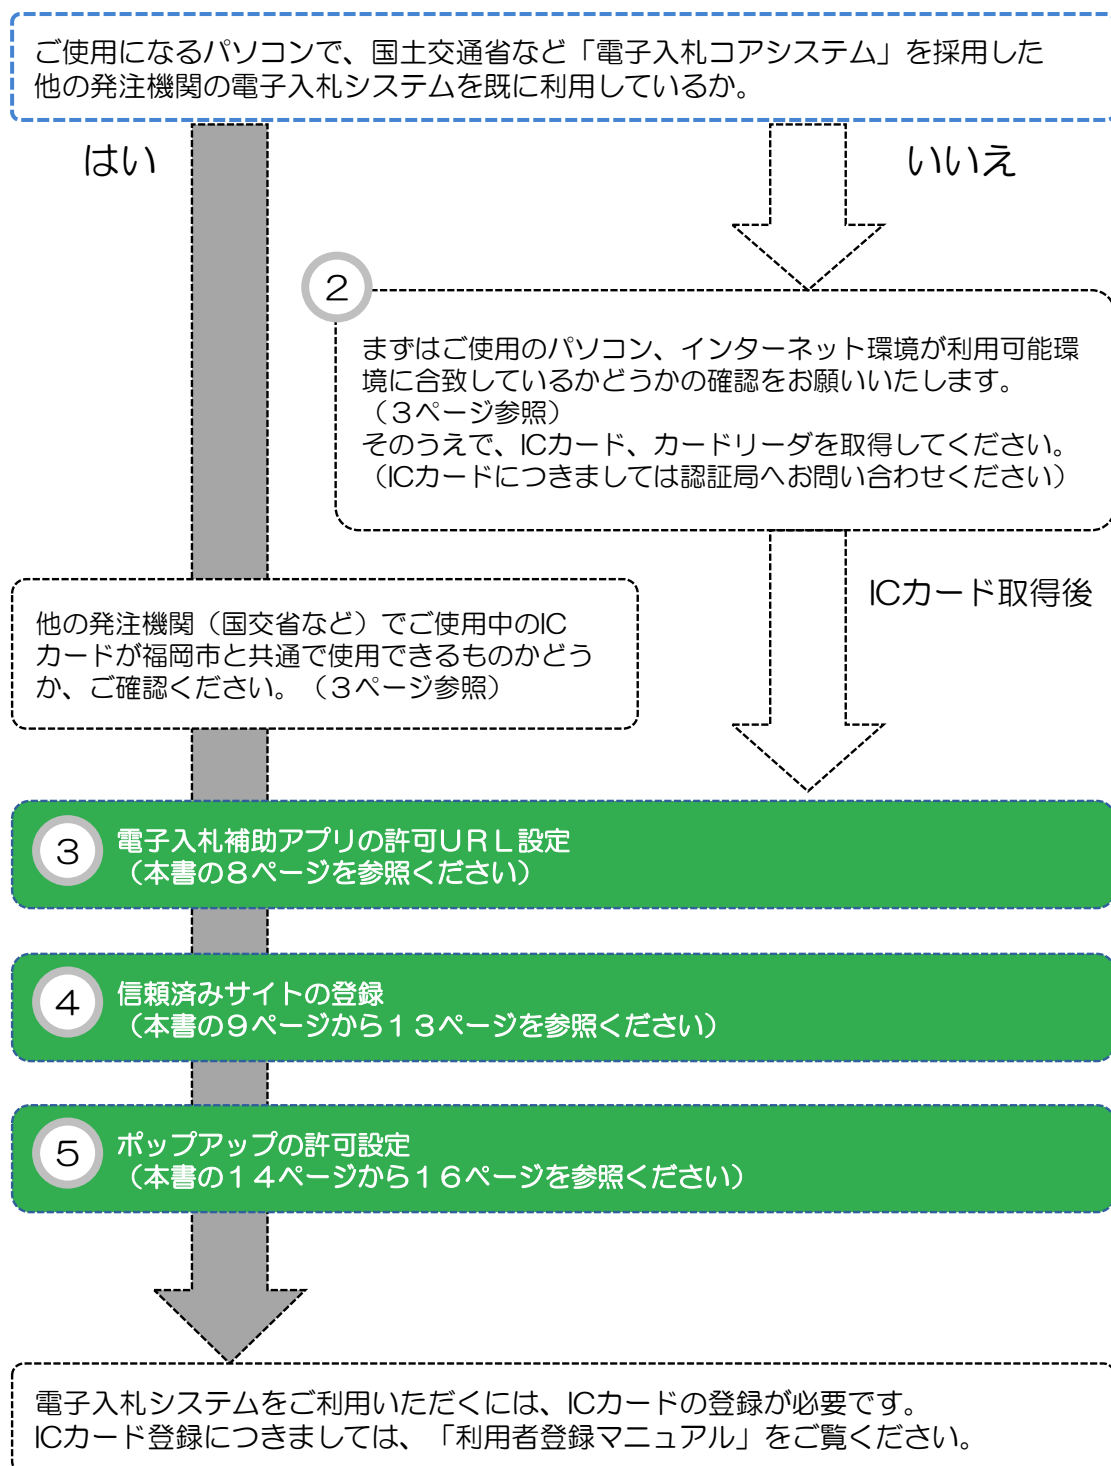 ご使用になるパソコンで、国土交通省など「電子入札コアシステム」を採用した
他の発注機関の電子入札システムを既に利用しているか。
はい
いいえ
2
まずはご使用のパソコン、インターネット環境が利用可能環
境に合致しているかどうかの確認をお願いいたします。
（３ページ参照）
そのうえで、ICカード、カードリーダを取得してください。
（ICカードにつきましては認証局へお問い合わせください）
ICカード取得後
他の発注機関（国交省など）でご使用中のIC
カードが福岡市と共通で使用できるものかどう
か、ご確認ください。（３ページ参照）
3
電子入札補助アプリの許可ＵＲＬ設定
（本書の８ページを参照ください）
4
信頼済みサイトの登録
（本書の９ページから１３ページを参照ください）
5
ポップアップの許可設定
（本書の１４ページから１６ページを参照ください）
電子入札システムをご利用いただくには、ICカードの登録が必要です。
ICカード登録につきましては、「利用者登録マニュアル」をご覧ください。